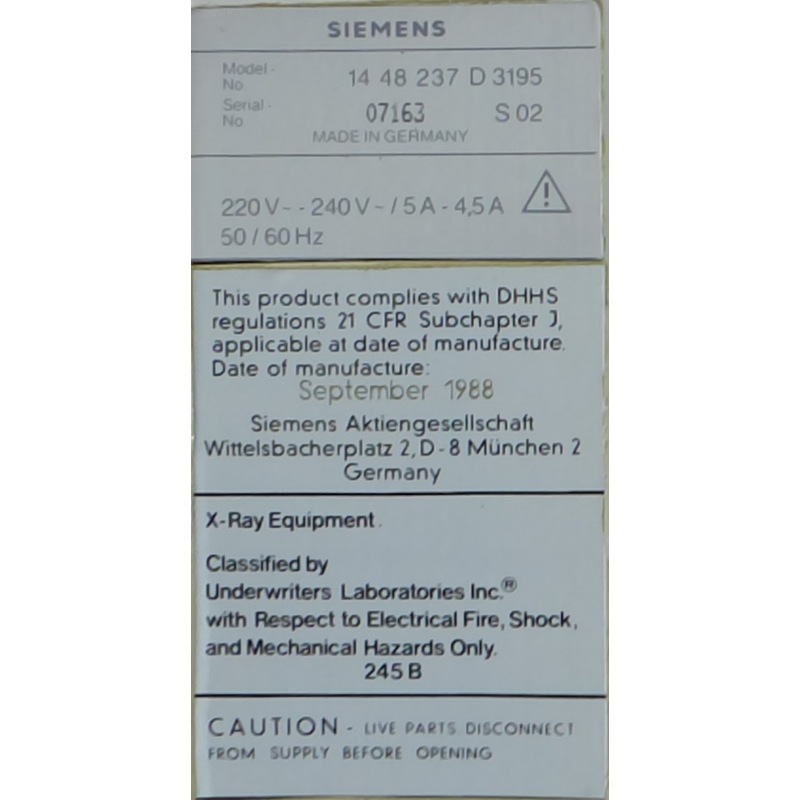 SIEMENS
Model-
No
14 48 237 D 3195
Serial-
No
07163 S 02
MADE IN GERMANY
220 V~ - 240 V~ / 5 A - 4,5 A
50 / 60 Hz
This product complies with DHHS
regulations 21 CFR Subchapter J,
applicable at date of manufacture.
Date of manufacture:
September 1988
Siemens Aktiengesellschaft
Wittelsbacherplatz 2, D-8 München 2
Germany
X-Ray Equipment.
Classified by
Underwriters Laboratories Inc.®
with Respect to Electrical Fire, Shock,
and Mechanical Hazards Only.
245 B
CAUTION - LIVE PARTS DISCONNECT
FROM SUPPLY BEFORE OPENING